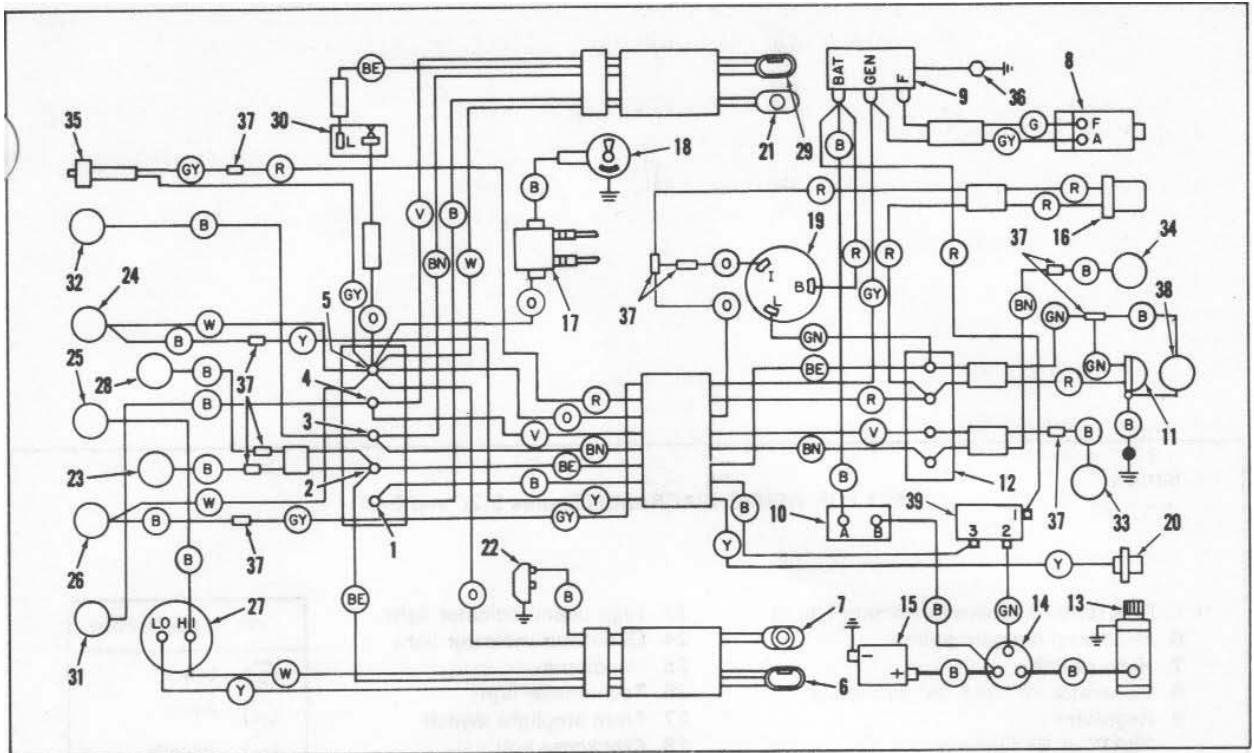 BE
V
B
BN
W
30
L
35
GY
37
R
18
B
17
O
21
29
BAT
GEN
F
9
36
8
G
F
GY
A
B
R
R
R
16
34
32
B
GY
O
5
19
I
B
L
O
O
37
R
GY
R
R
37
B
38
24
W
B
Y
37
GN
BN
GN
B
25
28
B
B
4
3
R
O
V
BE
R
GN
R
11
B
23
B
2
BN
BE
B
V
BN
B
12
37
B
33
W
26
B
37
GY
1
Y
GY
B
Y
10
A
B
39
1
3
2
Y
20
B
BE
O
22
B
31
LO
HI
27
Y
W
7
6
15
-
+
B
B
GN
14
B
13